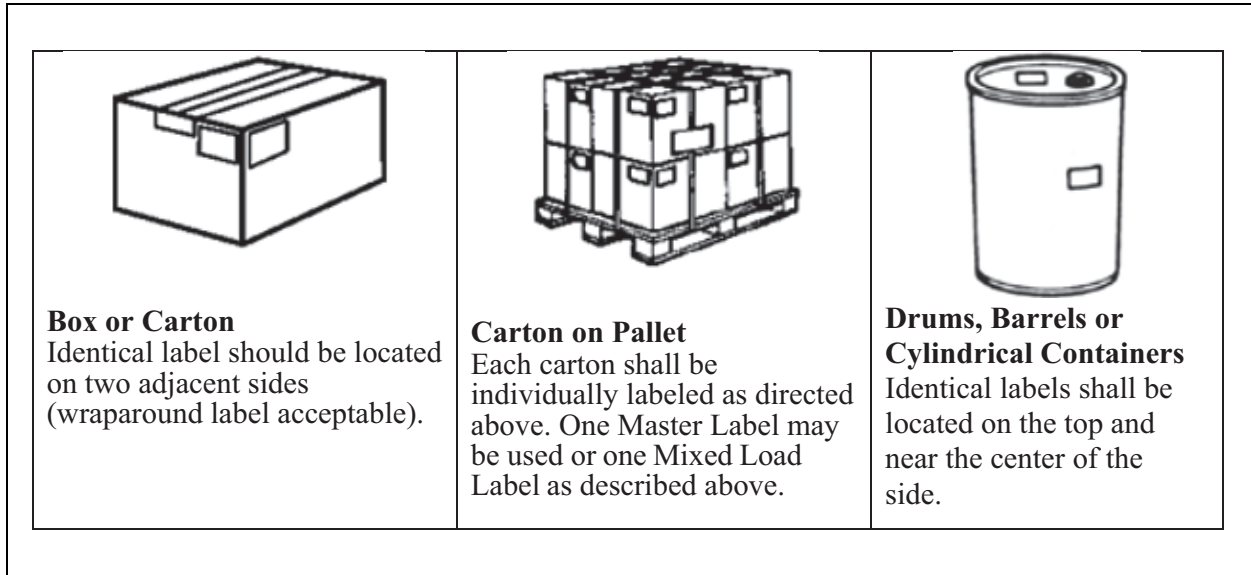 Box or Carton
Identical label should be located
on two adjacent sides
(wraparound label acceptable).
Carton on Pallet
Each carton shall be
individually labeled as directed
above. One Master Label may
be used or one Mixed Load
Label as described above.
Drums, Barrels or
Cylindrical Containers
Identical labels shall be
located on the top and
near the center of the
side.